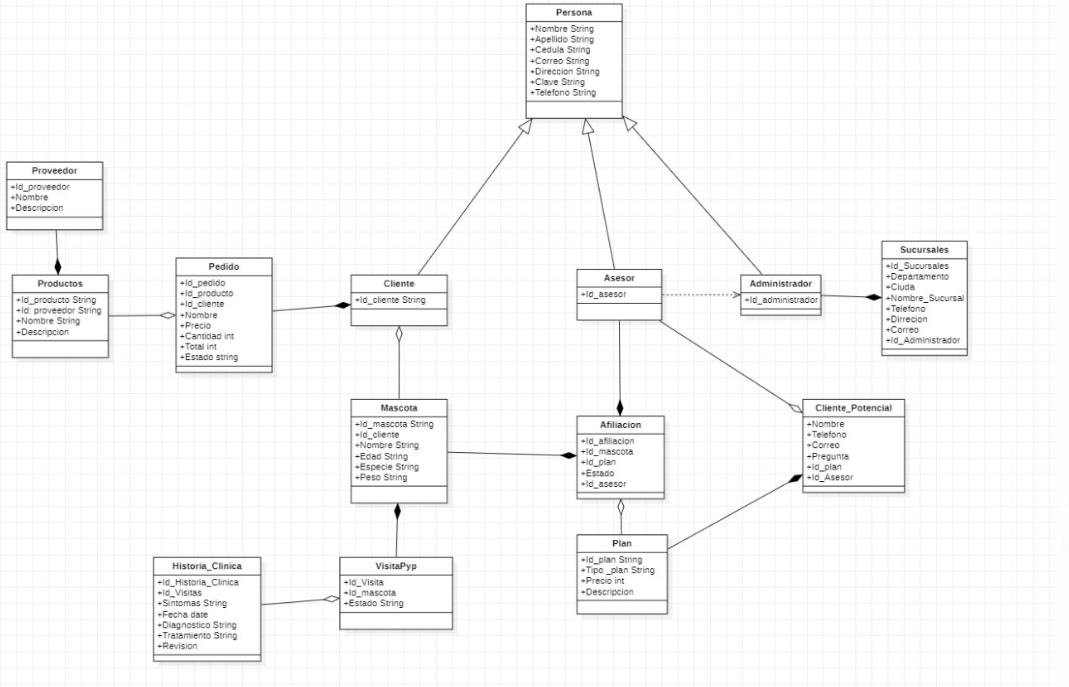 Persona
+Nombre String
+Apellido String
+Cedula String
+Correo String
+Direccion String
+Clave String
+Telefono String
Proveedor
+Id_proveedor
+Nombre
+Descripcion
Productos
+Id_producto String
+Id: proveedor String
+Nombre String
+Descripcion
Pedido
+Id_pedido
+Id_producto
+Id_cliente
+Nombre
+Precio
+Cantidad int
+Total int
+Estado string
Cliente
+Id_cliente String
Asesor
+Id_asesor
Administrador
+Id_administrador
Sucursales
+Id_Sucursales
+Departamento
+Ciuda
+Nombre_Sucursal
+Telefono
+Dirrecion
+Correo
+Id_Administrador
Mascota
+Id_mascota String
+Id_cliente
+Nombre String
+Edad String
+Especie String
+Peso String
Afiliacion
+Id_afiliacion
+Id_mascota
+Id_plan
+Estado
+Id_asesor
Cliente_Potencial
+Nombre
+Telefono
+Correo
+Pregunta
+Id_plan
+Id_Asesor
Historia_Clinica
+Id_Historia_Clinica
+Id_Visitas
+Sintomas String
+Fecha date
+Diagnostico String
+Tratamiento String
+Revision
VisitaPyp
+Id_Visita
+Id_mascota
+Estado String
Plan
+Id_plan String
+Tipo _plan String
+Precio int
+Descripcion